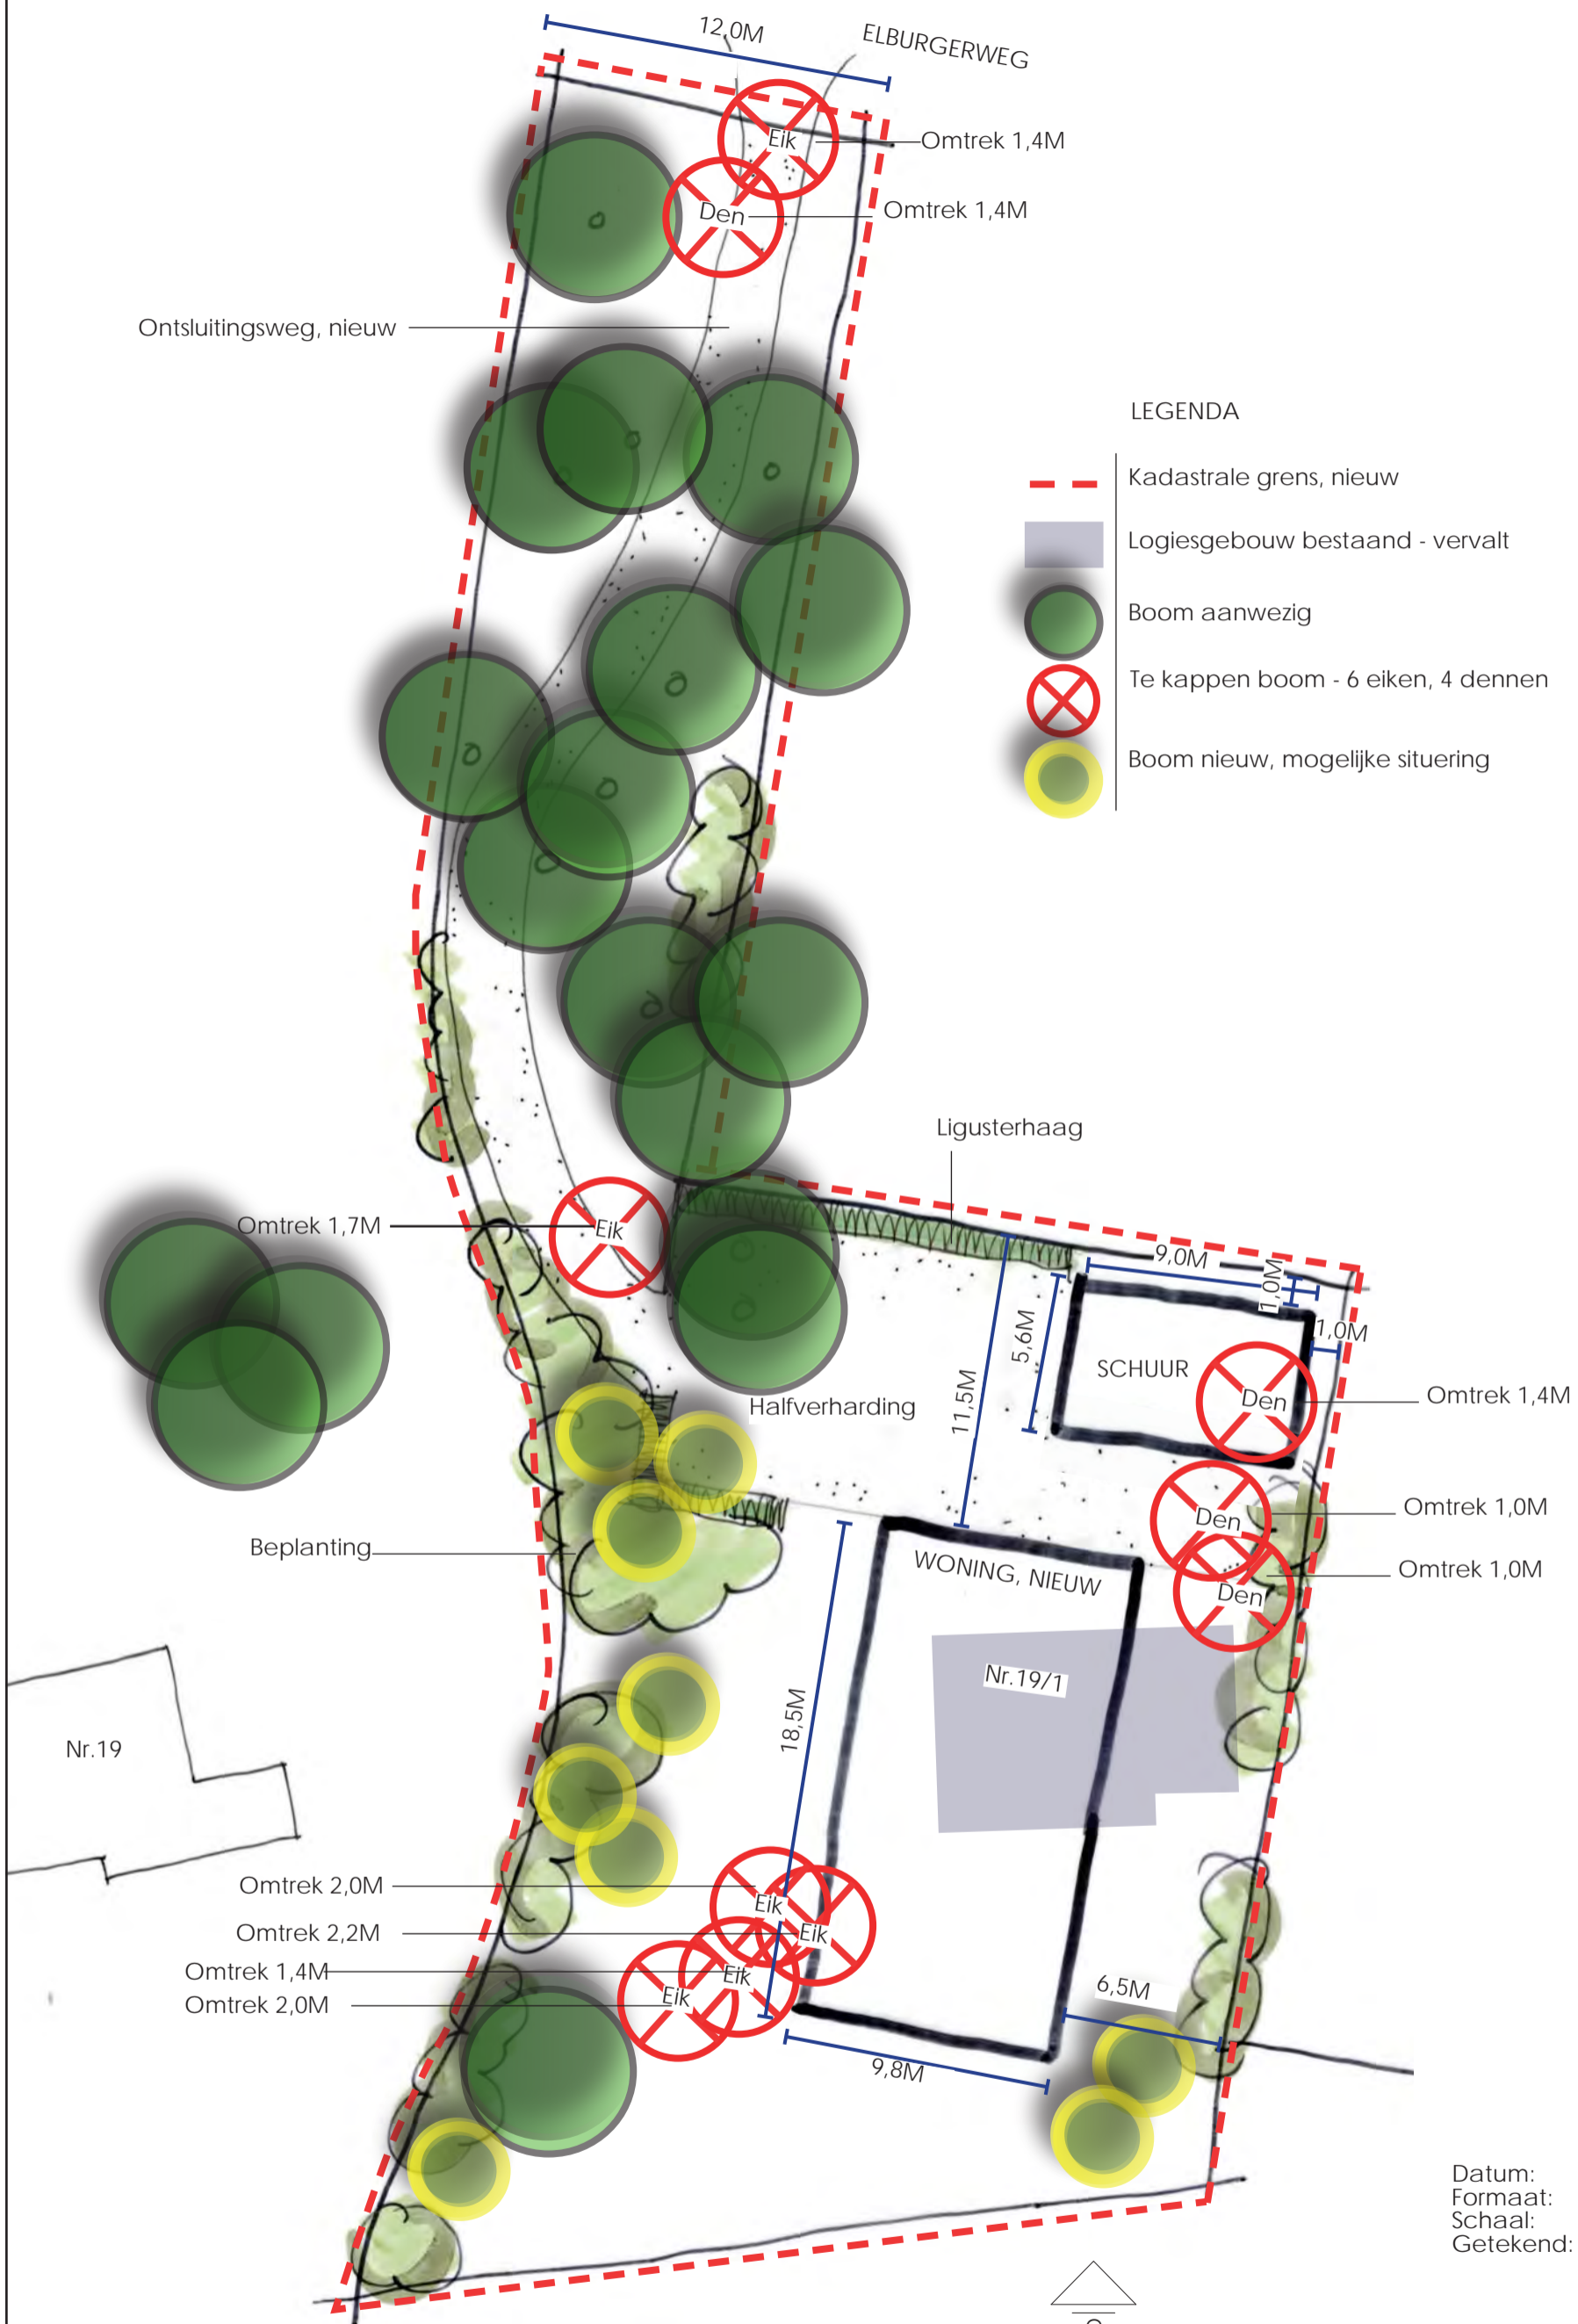 12,0M
ELBURGERWEG
Eik
Omtrek 1,4M
Den
Omtrek 1,4M
Ontsluitingsweg, nieuw
LEGENDA
Kadastrale grens, nieuw
Logiesgebouw bestaand - vervalt
Boom aanwezig
Te kappen boom - 6 eiken, 4 dennen
Boom nieuw, mogelijke situering
Ligusterhaag
Omtrek 1,7M
Eik
9,0M
1,0M
1,0M
5,6M
11,5M
SCHUUR
Den
Omtrek 1,4M
Halfverharding
Den
Omtrek 1,0M
Beplanting
WONING, NIEUW
Den
Omtrek 1,0M
Nr.19/1
18,5M
Nr.19
Omtrek 2,0M
Eik
Omtrek 2,2M
Eik
Omtrek 1,4M
Eik
Omtrek 2,0M
Eik
6,5M
9,8M
Datum:
Formaat:
Schaal:
Getekend: